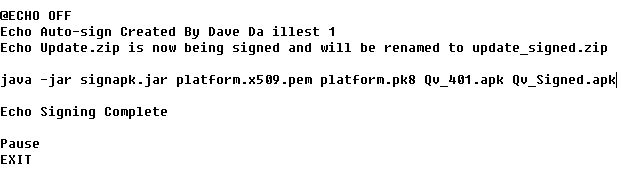 @ECHO OFF
Echo Auto-sign Created By Dave Da illest 1
Echo Update.zip is now being signed and will be renamed to update_signed.zip
java -jar signapk.jar platform.x509.pem platform.pk8 Qv_401.apk Qv_Signed.apk
Echo Signing Complete
Pause
EXIT